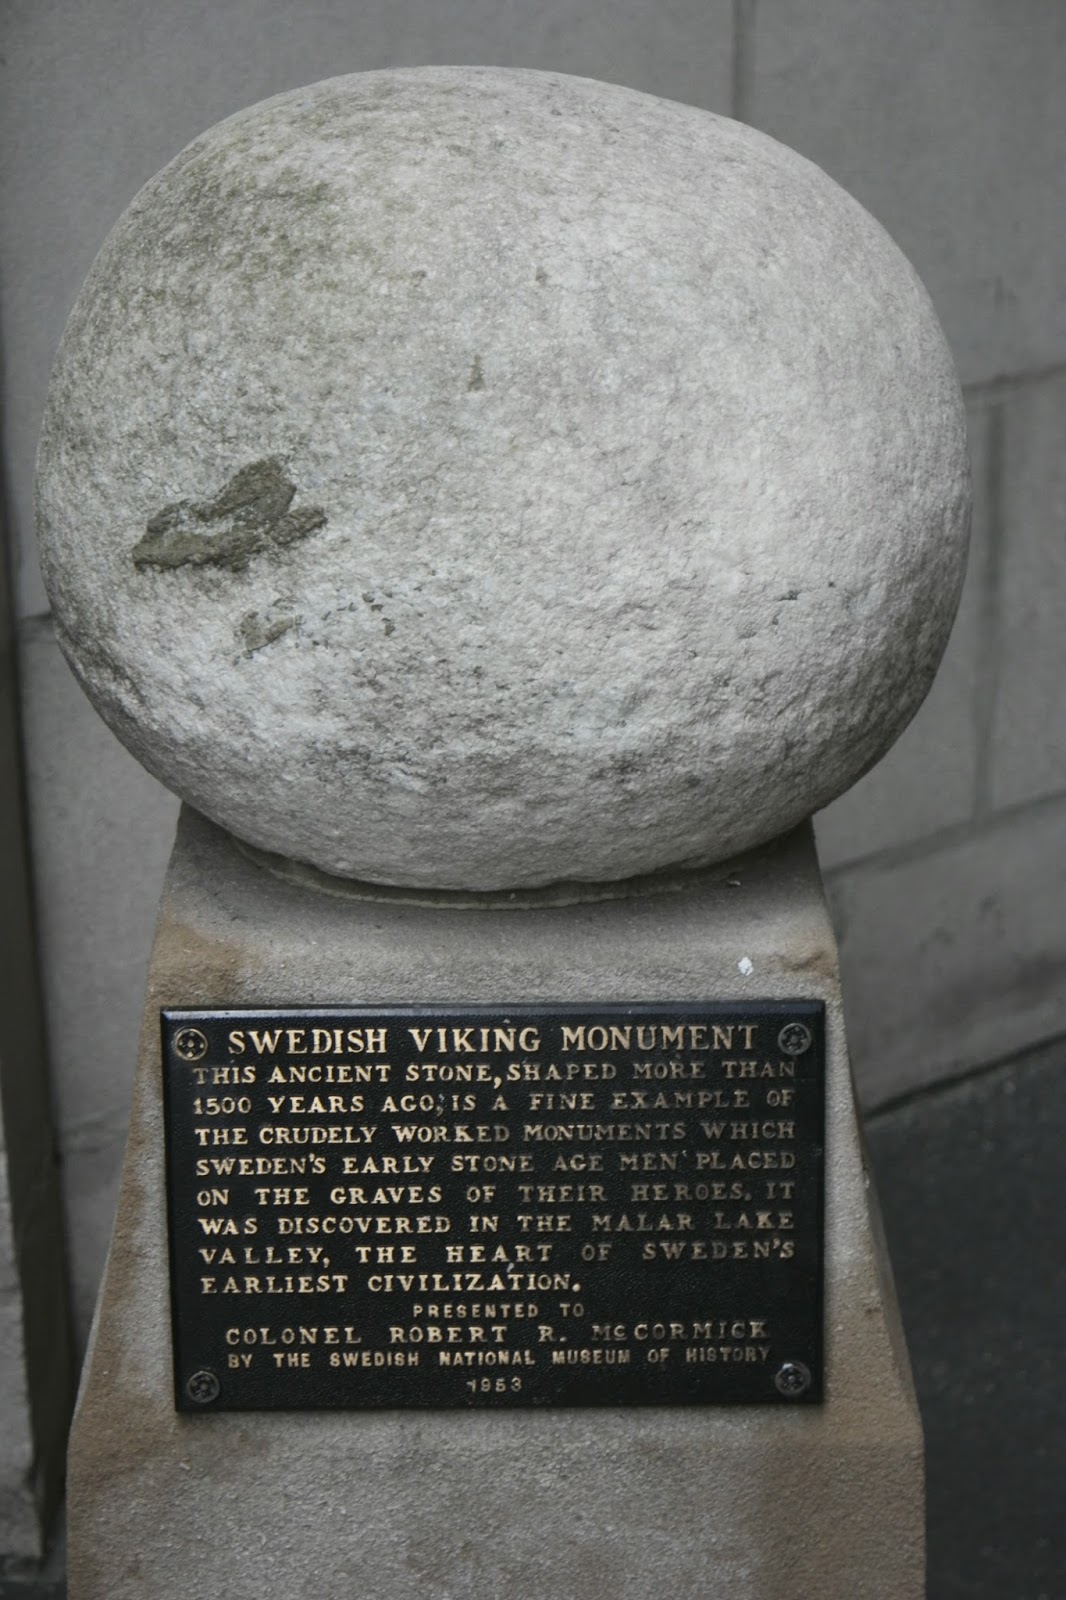 SWEDISH VIKING MONUMENT
THIS ANCIENT STONE, SHAPED MORE THAN
1500 YEARS AGO, IS A FINE EXAMPLE OF
THE CRUDELY WORKED MONUMENTS WHICH
SWEDEN'S EARLY STONE AGE MEN PLACED
ON THE GRAVES OF THEIR HEROES. IT
WAS DISCOVERED IN THE MALAR LAKE
VALLEY, THE HEART OF SWEDEN'S
EARLIEST CIVILIZATION.
PRESENTED TO
COLONEL ROBERT R. McCORMICK
BY THE SWEDISH NATIONAL MUSEUM OF HISTORY
1953